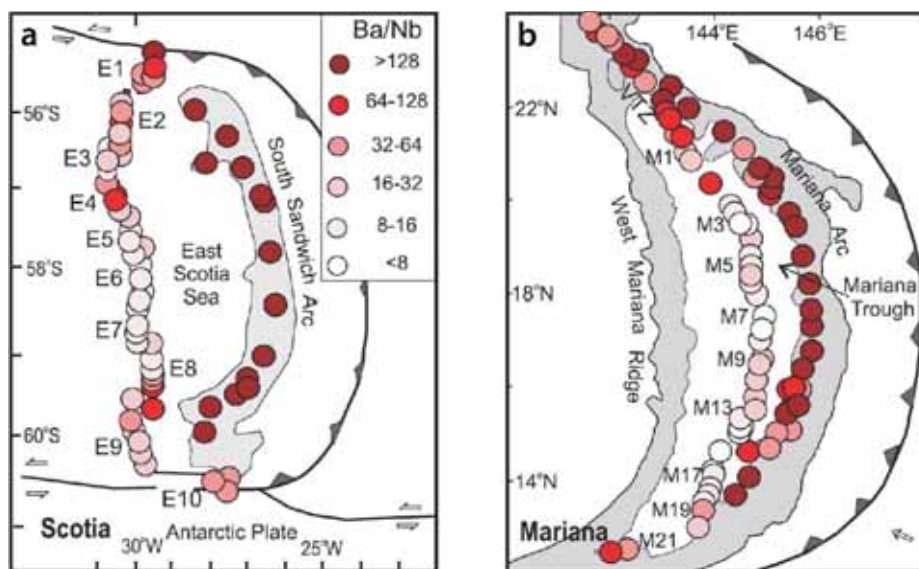 a
Ba/Nb
>128
64-128
32-64
16-32
8-16
<8
E1
E2
E3
E4
E5
E6
E7
E8
E9
E10
56°S
58°S
60°S
30°W
25°W
East
Scotia
Sea
South Sandwich Arc
Scotia
Antarctic Plate
b
144°E
146°E
22°N
18°N
14°N
VTZ
M1
M3
M5
M7
M9
M13
M17
M19
M21
West Mariana Ridge
Mariana Arc
Mariana
Trough
Mariana